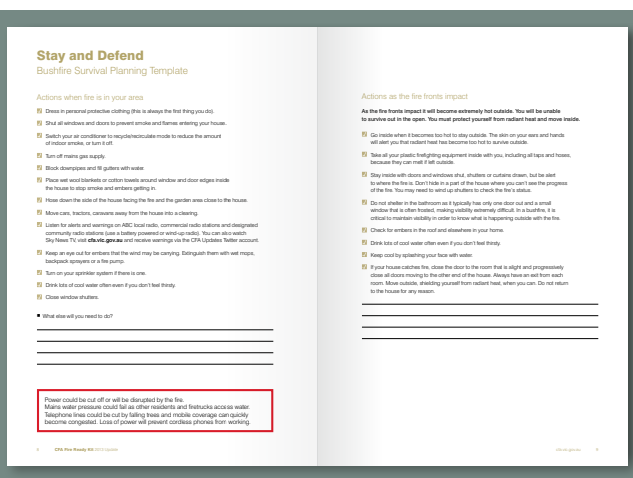 Stay and Defend
Bushfire Survival Planning Template
Actions when fire is in your area
Dress in personal protective clothing (this is always the first thing you do).
Shut all windows and doors to prevent smoke and flames entering your house.
Switch your air conditioner to recycle/recirculate mode to reduce the amount
of indoor smoke, or turn it off.
Turn off mains gas supply.
Block downpipes and fill gutters with water.
Place wet wool blankets or cotton towels around window and door edges inside
the house to stop smoke and embers getting in.
Hose down the side of the house facing the fire and the garden area close to the house.
Move cars, tractors, caravans away from the house into a clearing.
Listen for alerts and warnings on ABC local radio, commercial radio stations and designated
community radio stations (use a battery powered or wind-up radio). You can also watch
Sky News TV, visit cfa.vic.gov.au and receive warnings via the CFA Updates Twitter account.
Keep an eye out for embers that the wind may be carrying. Extinguish them with wet mops,
backpack sprayers or a fire pump.
Turn on your sprinkler system if there is one.
Drink lots of cool water often even if you don't feel thirsty.
Close window shutters.
What else will you need to do?
Power could be cut off or will be disrupted by the fire.
Mains water pressure could fail as other residents and firetrucks access water.
Telephone lines could be cut by falling trees and mobile coverage can quickly
become congested. Loss of power will prevent cordless phones from working.
CFA Fire Ready Kit Update
Actions as the fire fronts impact
As the fire fronts impact it will become extremely hot outside. You will be unable
to survive out in the open. You must protect yourself from radiant heat and move inside.
Go inside when it becomes too hot to stay outside. The skin on your ears and hands
will alert you that radiant heat has become too hot to survive outside.
Take all your plastic firefighting equipment inside with you, including all taps and hoses,
because they can melt if left outside.
Stay inside with doors and windows shut, shutters or curtains drawn, but be alert
to where the fire is. Don't hide in a part of the house where you can't see the progress
of the fire. You may need to wind up shutters to check the fire's status.
Do not shelter in the bathroom as it typically has only one door out and a small
window that is often frosted, making visibility extremely difficult. In a bushfire, it is
critical to maintain visibility in order to know what is happening outside with the fire.
Check for embers in the roof and elsewhere in your home.
Drink lots of cool water often even if you don't feel thirsty.
Keep cool by splashing your face with water.
If your house catches fire, close the door to the room that is alight and progressively
close all doors moving to the other end of the house. Always have an exit from each
room. Move outside, shielding yourself from radiant heat, when you can. Do not return
to the house for any reason.